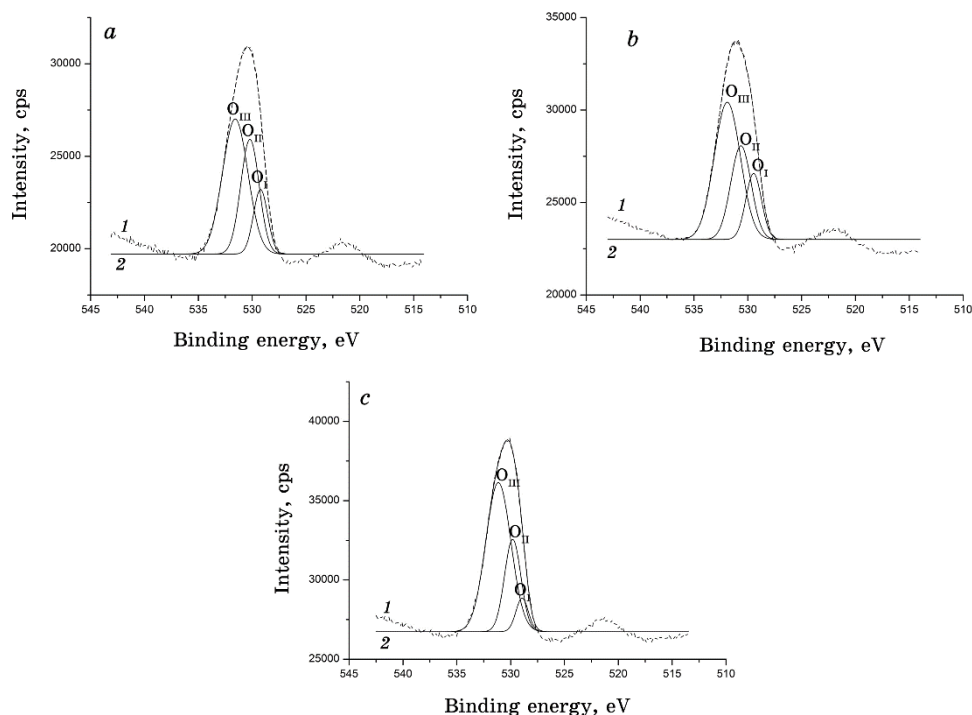 a
Intensity, cps
30000
25000
20000
O_III
O_II
O_I
1
2
545 540 535 530 525 520 515 510
Binding energy, eV
b
Intensity, cps
35000
30000
25000
20000
O_III
O_II
O_I
1
2
545 540 535 530 525 520 515 510
Binding energy, eV
c
Intensity, cps
40000
35000
30000
25000
O_III
O_II
O_I
1
2
545 540 535 530 525 520 515 510
Binding energy, eV